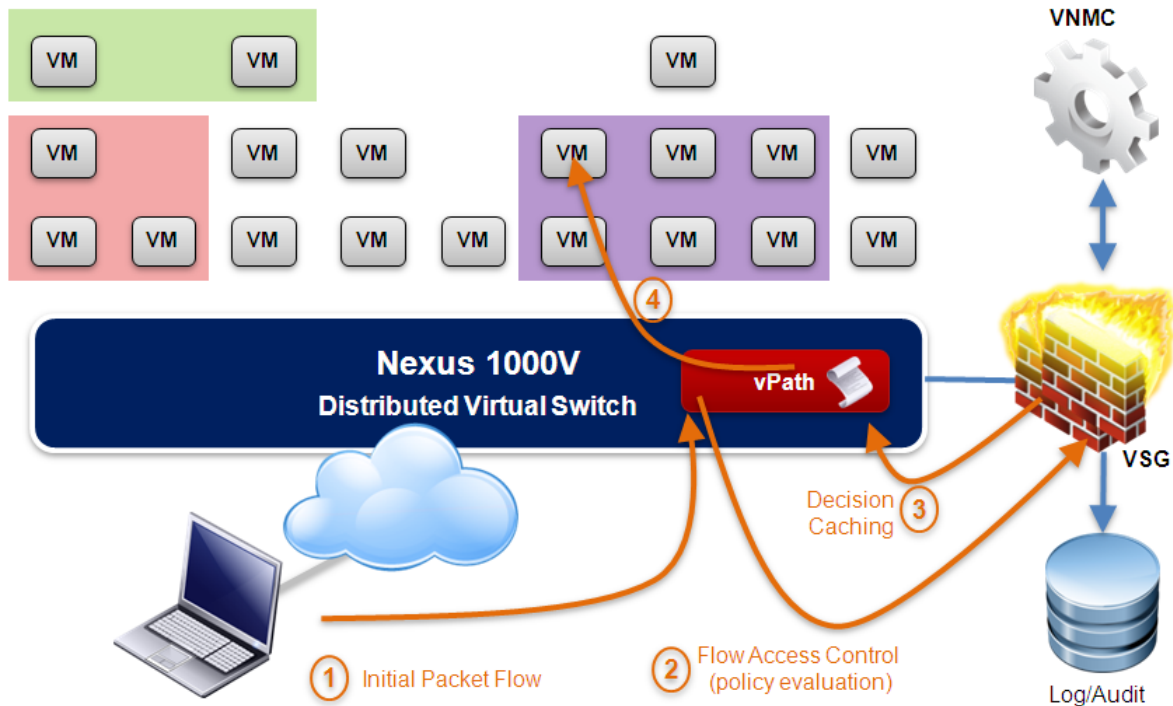 VNMC
VM VM VM
VM VM VM VM VM VM VM
VM VM VM VM VM VM VM VM VM
4
Nexus 1000V
Distributed Virtual Switch
vPath
VSG
Decision
Caching
3
1 Initial Packet Flow
2 Flow Access Control
(policy evaluation)
Log/Audit